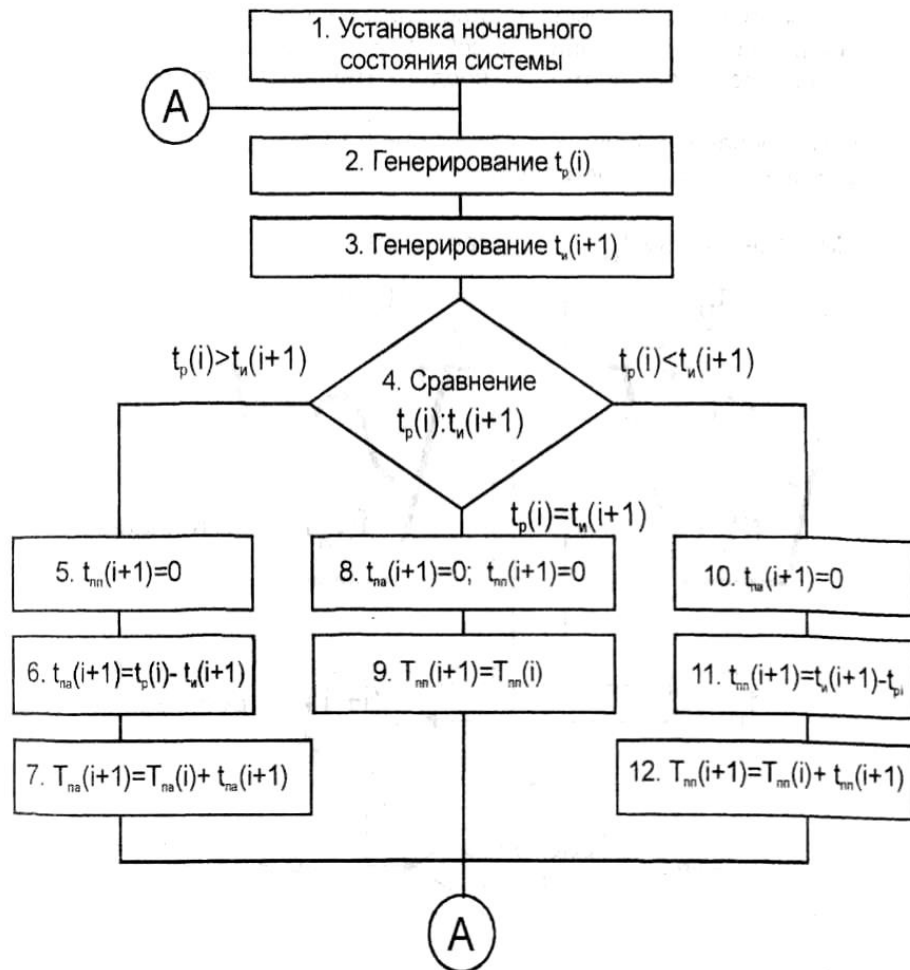 1. Установка ночального
состояния системы
A
2. Генерирование tр(i)
3. Генерирование tи(i+1)
tр(i)>tи(i+1)
tр(i)<tи(i+1)
4. Сравнение
tр(i):tи(i+1)
tр(i)=tи(i+1)
5. tпп(i+1)=0
8. tпа(i+1)=0; tпп(i+1)=0
10. tпа(i+1)=0
6. tпа(i+1)=tр(i)- tи(i+1)
9. Tпп(i+1)=Tпп(i)
11. tпп(i+1)=tи(i+1)-tрi
7. Tпа(i+1)=Tпа(i)+ tпа(i+1)
12. Tпп(i+1)=Tпп(i)+ tпп(i+1)
A